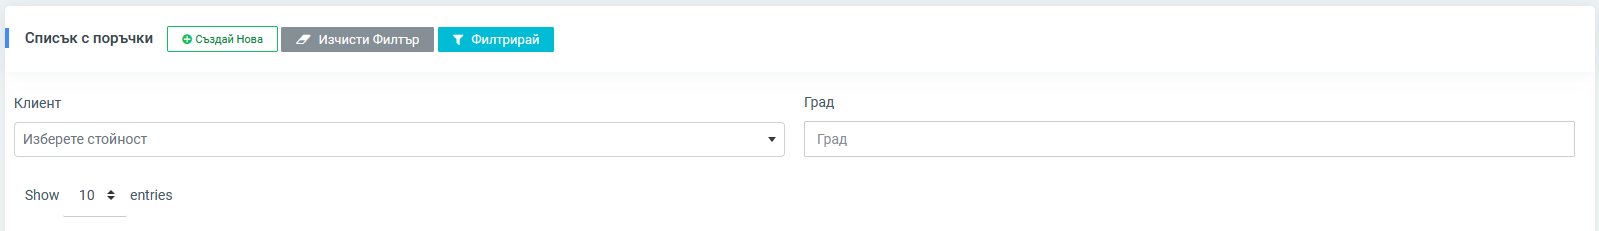 Списък с поръчки Създай Нова Изчисти Филтър Филтрирай
Клиент Град
Изберете стойност Град
Show 10 entries